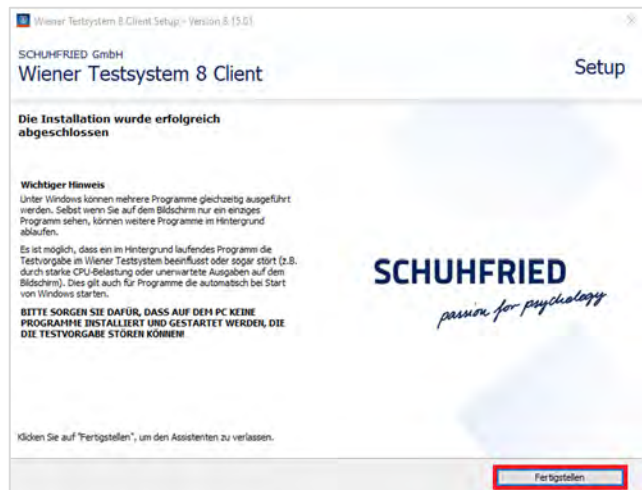 Wiener Testsystem 8 Client Setup - Version 8.15.01
SCHUHFRIED GmbH
Wiener Testsystem 8 Client
Setup
Die Installation wurde erfolgreich
abgeschlossen
Wichtiger Hinweis
Unter Windows können mehrere Programme gleichzeitig ausgeführt
werden. Selbst wenn Sie auf dem Bildschirm nur ein einziges
Programm sehen, können weitere Programme im Hintergrund
ablaufen.
Es ist möglich, dass ein im Hintergrund laufendes Programm die
Testvorgabe im Wiener Testsystem beeinflusst oder sogar stört (z.B.
durch starke CPU-Belastung oder unerwartete Ausgaben auf dem
Bildschirm). Dies gilt auch für Programme die automatisch bei Start
von Windows starten.
BITTE SORGEN SIE DAFÜR, DASS AUF DEM PC KEINE
PROGRAMME INSTALLIERT UND GESTARTET WERDEN, DIE
DIE TESTVORGABE STÖREN KÖNNEN!
SCHUHFRIED
passion for psychology
Klicken Sie auf "Fertigstellen", um den Assistenten zu verlassen.
Fertigstellen